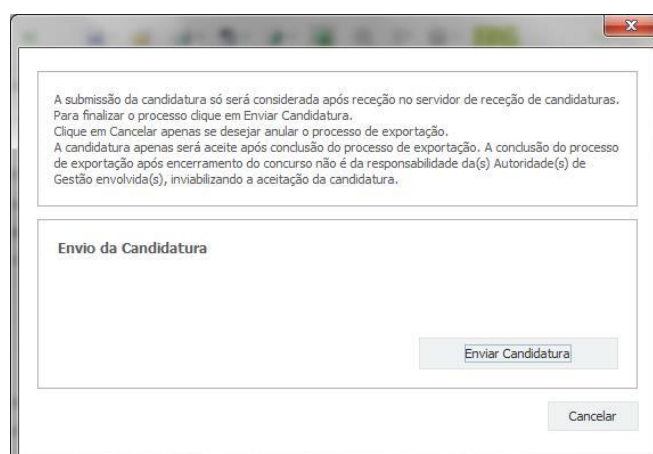 A submissão da candidatura só será considerada após receção no servidor de receção de candidaturas.
Para finalizar o processo clique em Enviar Candidatura.
Clique em Cancelar apenas se desejar anular o processo de exportação.
A candidatura apenas será aceite após conclusão do processo de exportação. A conclusão do processo
de exportação após encerramento do concurso não é da responsabilidade da(s) Autoridade(s) de
Gestão envolvida(s), inviabilizando a aceitação da candidatura.
Envio da Candidatura
Enviar Candidatura
Cancelar